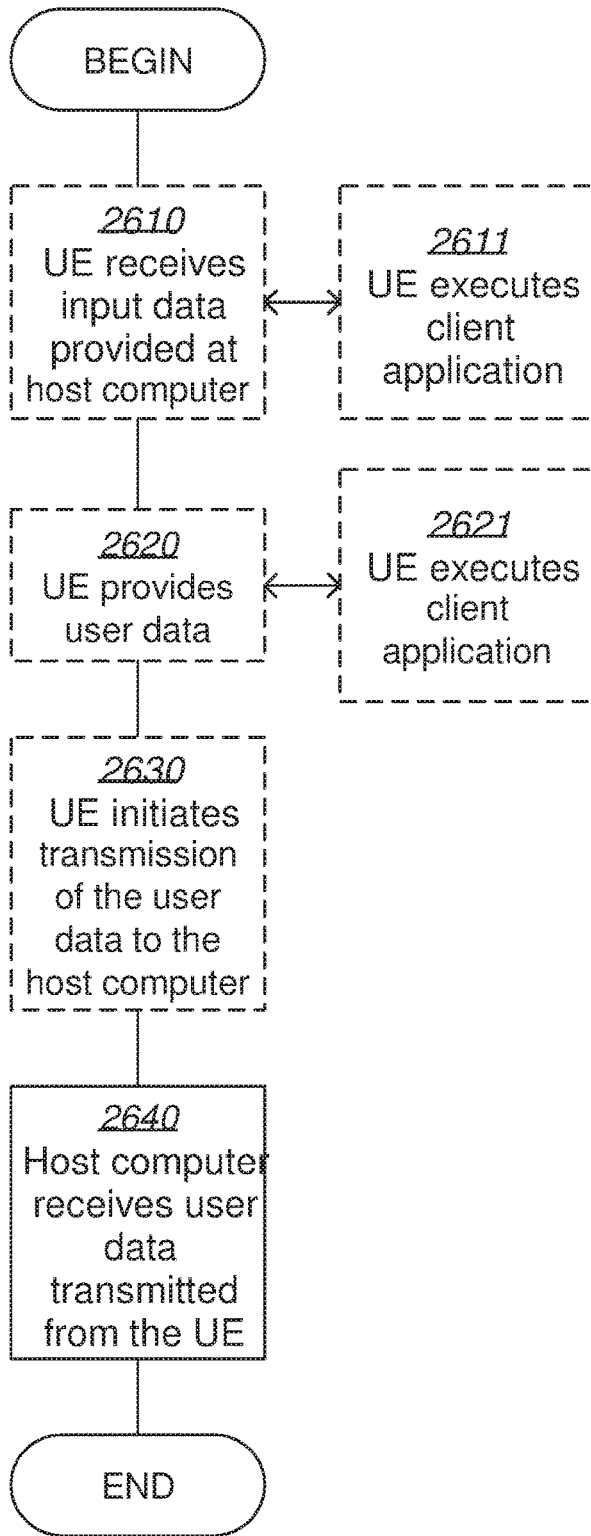 BEGIN
2610
UE receives
input data
provided at
host computer
2611
UE executes
client
application
2620
UE provides
user data
2621
UE executes
client
application
2630
UE initiates
transmission
of the user
data to the
host computer
2640
Host computer
receives user
data
transmitted
from the UE
END